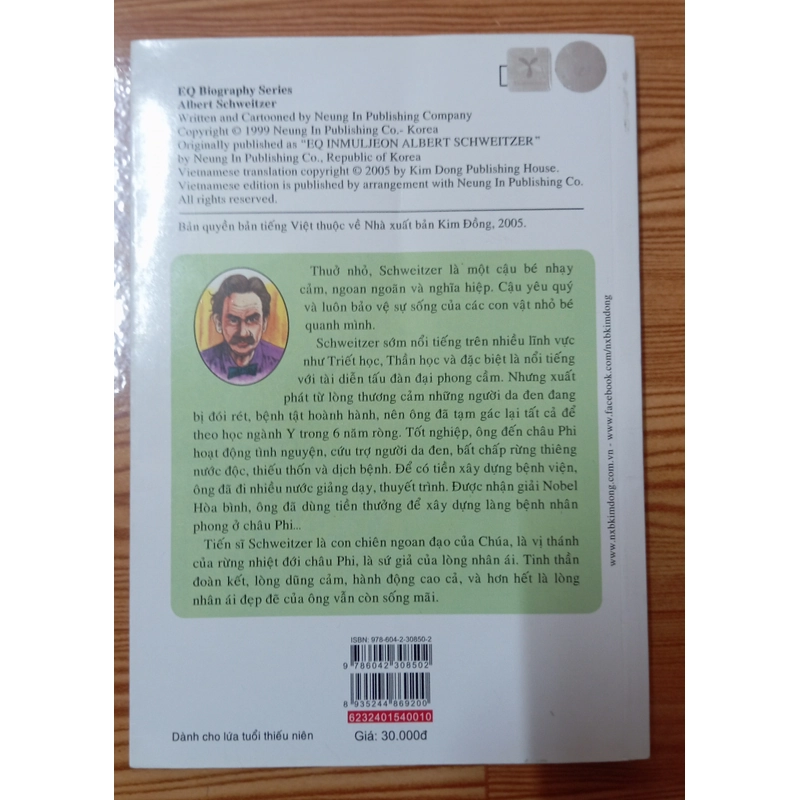 EQ Biography Series
Albert Schweitzer
Written and Cartooned by Neung In Publishing Company
Copyright © 1999 Neung In Publishing Co.- Korea
Originally published as "EQ INMULJEON ALBERT SCHWEITZER"
by Neung In Publishing Co., Republic of Korea
Vietnamese translation copyright © 2005 by Kim Dong Publishing House.
Vietnamese edition is published by arrangement with Neung In Publishing Co.
All rights reserved.
Bản quyền bản tiếng Việt thuộc về Nhà xuất bản Kim Đồng, 2005.
Thuở nhỏ, Schweitzer là một cậu bé nhạy
cảm, ngoan ngoãn và nghĩa hiệp. Cậu yêu quý
và luôn bảo vệ sự sống của các con vật nhỏ bé
quanh mình.
Schweitzer sớm nổi tiếng trên nhiều lĩnh vực
như Triết học, Thần học và đặc biệt là nổi tiếng
với tài diễn tấu đàn đại phong cầm. Nhưng xuất
phát từ lòng thương cảm những người da đen đang
bị đói rét, bệnh tật hoành hành, nên ông đã tạm gác lại tất cả để
theo học ngành Y trong 6 năm ròng. Tốt nghiệp, ông đến châu Phi
hoạt động tình nguyện, cứu trợ người da đen, bất chấp rừng thiêng
nước độc, thiếu thốn và dịch bệnh. Để có tiền xây dựng bệnh viện,
ông đã đi nhiều nước giảng dạy, thuyết trình. Được nhận giải Nobel
Hòa bình, ông đã dùng tiền thưởng để xây dựng làng bệnh nhân
phong ở châu Phi...
Tiến sĩ Schweitzer là con chiên ngoan đạo của Chúa, là vị thánh
của rừng nhiệt đới châu Phi, là sứ giả của lòng nhân ái. Tinh thần
đoàn kết, lòng dũng cảm, hành động cao cả, và hơn hết là lòng
nhân ái đẹp đẽ của ông vẫn còn sống mãi.
www.nxbkimdong.com.vn - www.facebook.com/nxbkimdong
ISBN: 978-604-2-30850-2
9 786042 308502
8 935244 869200
6232401540010
Dành cho lứa tuổi thiếu niên
Giá: 30.000đ